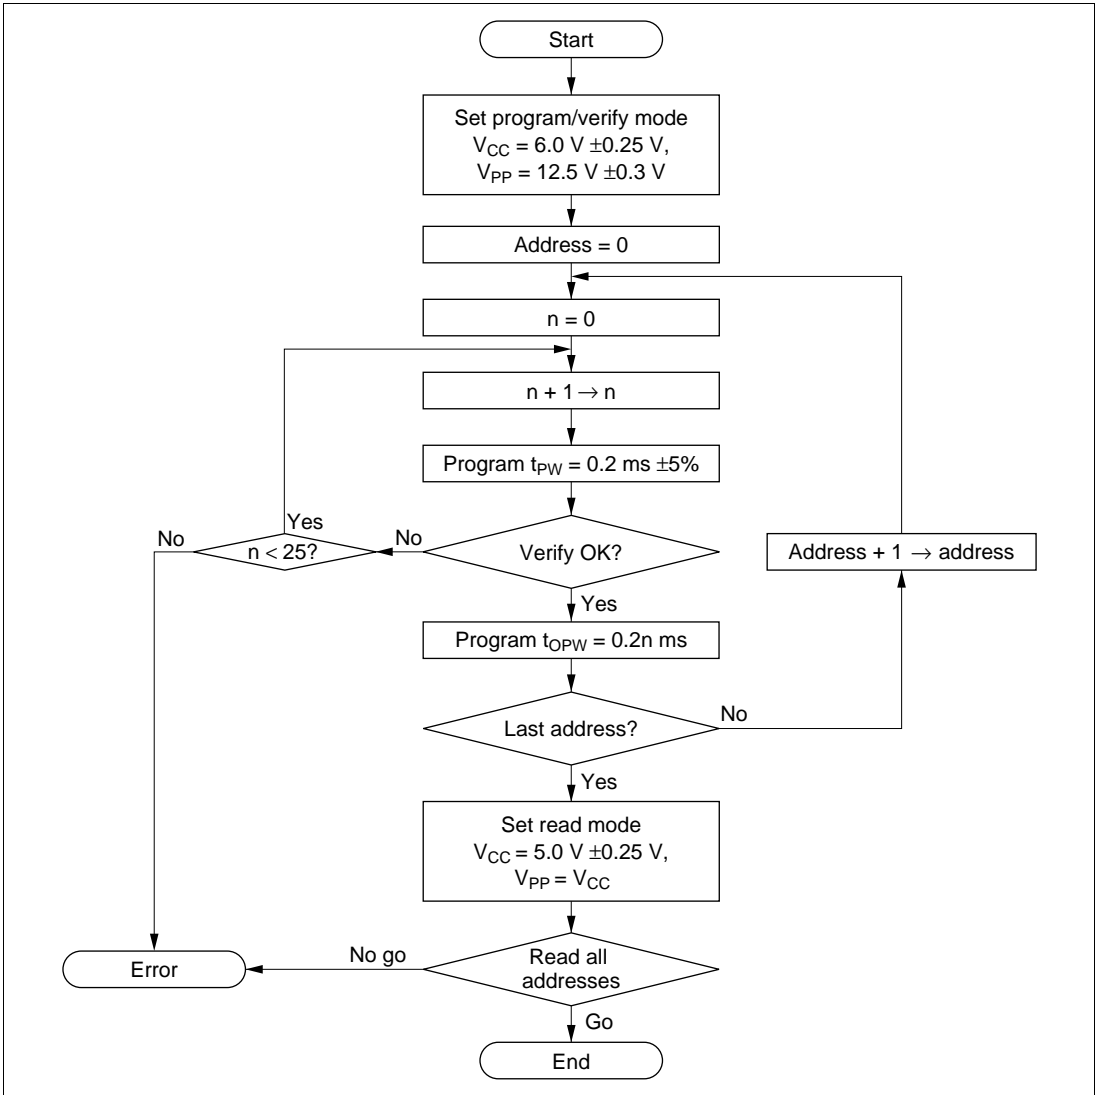 Start
Set program/verify mode
VCC = 6.0 V ±0.25 V,
VPP = 12.5 V ±0.3 V
Address = 0
n = 0
n + 1 → n
Program tPW = 0.2 ms ±5%
No
Yes
n < 25?
No
Verify OK?
Address + 1 → address
Yes
Program tOPW = 0.2n ms
Last address?
No
Yes
Set read mode
VCC = 5.0 V ±0.25 V,
VPP = VCC
Error
No go
Read all
addresses
Go
End